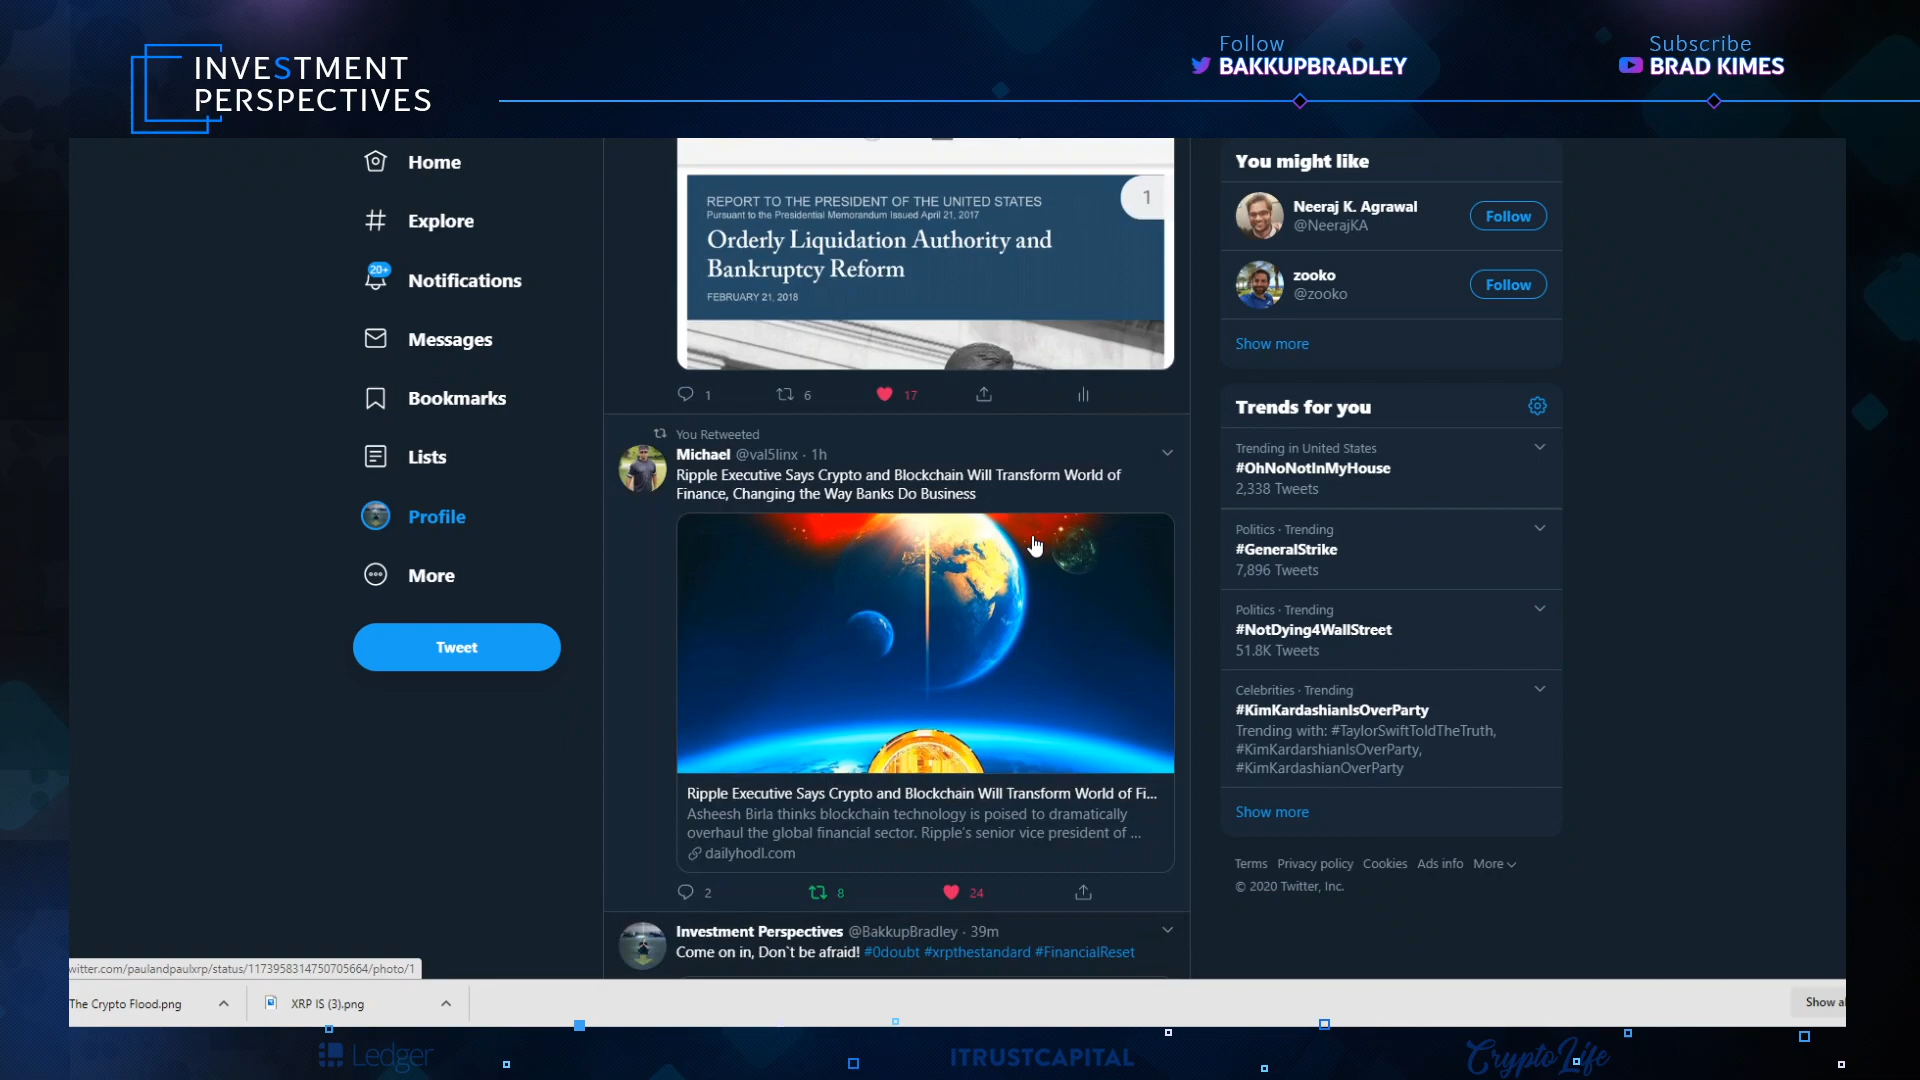 INVESTMENT
PERSPECTIVES
Follow
BAKKUPBRADLEY
Subscribe
BRAD KIMES
Home
Explore
20+
Notifications
Messages
Bookmarks
Lists
Profile
More
Tweet
REPORT TO THE PRESIDENT OF THE UNITED STATES
Pursuant to the Presidential Memorandum Issued April 21, 2017
1
Orderly Liquidation Authority and
Bankruptcy Reform
FEBRUARY 21, 2018
1 6 17
You Retweeted
Michael @val5linx · 1h
Ripple Executive Says Crypto and Blockchain Will Transform World of
Finance, Changing the Way Banks Do Business
Ripple Executive Says Crypto and Blockchain Will Transform World of Fi...
Asheesh Birla thinks blockchain technology is poised to dramatically
overhaul the global financial sector. Ripple's senior vice president of ...
dailyhodl.com
2 8 24
Investment Perspectives @BakkupBradley · 39m
Come on in, Don`t be afraid! #0doubt #xrpthestandard #FinancialReset
You might like
Neeraj K. Agrawal
@NeerajKA
Follow
zooko
@zooko
Follow
Show more
Trends for you
Trending in United States
#OhNoNotInMyHouse
2,338 Tweets
Politics · Trending
#GeneralStrike
7,896 Tweets
Politics · Trending
#NotDying4WallStreet
51.8K Tweets
Celebrities · Trending
#KimKardashianIsOverParty
Trending with: #TaylorSwiftToldTheTruth,
#KimKardarshianIsOverParty,
#KimKardashianOverParty
Show more
Terms Privacy policy Cookies Ads info More
© 2020 Twitter, Inc.
witter.com/paulandpaulxrp/status/1173958314750705664/photo/1
The Crypto Flood.png
XRP IS (3).png
Show al
Ledger
ITRUSTCAPITAL
CryptoLife